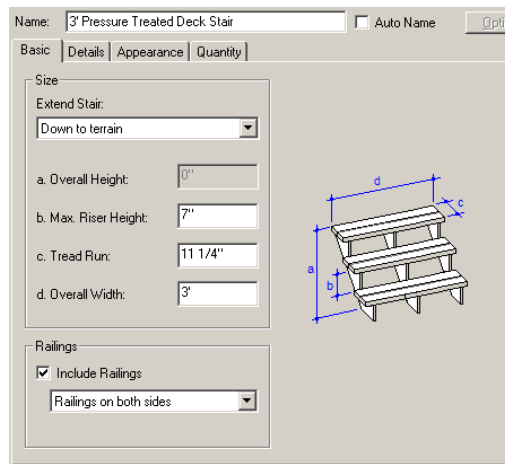 Name: 3' Pressure Treated Deck Stair Auto Name
Basic Details Appearance Quantity
Size
Extend Stair:
Down to terrain
a. Overall Height: 0"
b. Max. Riser Height: 7"
c. Tread Run: 11 1/4"
d. Overall Width: 3'
d
c
a
b
Railings
Include Railings
Railings on both sides